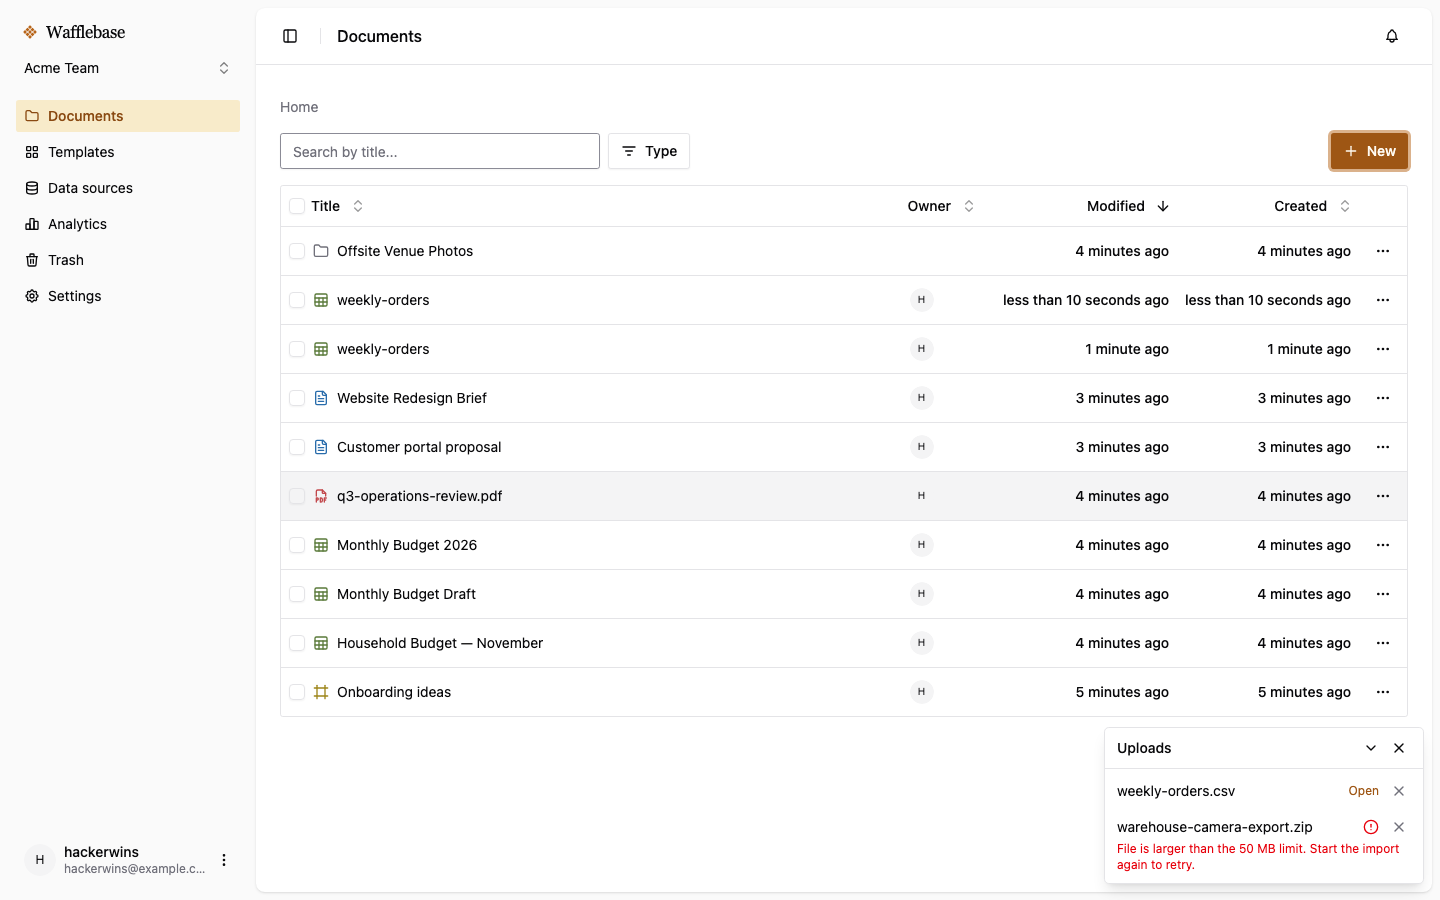 Wafflebase
Acme Team
Documents
Templates
Data sources
Analytics
Trash
Settings
hackerwins
H
hackerwins@example.c...
Documents
Home
Search by title...
Type
New
Title Owner Modified Created
Offsite Venue Photos 4 minutes ago 4 minutes ago
weekly-orders H less than 10 seconds ago less than 10 seconds ago
weekly-orders H 1 minute ago 1 minute ago
Website Redesign Brief H 3 minutes ago 3 minutes ago
Customer portal proposal H 3 minutes ago 3 minutes ago
PDF q3-operations-review.pdf H 4 minutes ago 4 minutes ago
Monthly Budget 2026 H 4 minutes ago 4 minutes ago
Monthly Budget Draft H 4 minutes ago 4 minutes ago
Household Budget — November H 4 minutes ago 4 minutes ago
Onboarding ideas H 5 minutes ago 5 minutes ago
Uploads
weekly-orders.csv Open
warehouse-camera-export.zip
File is larger than the 50 MB limit. Start the import
again to retry.